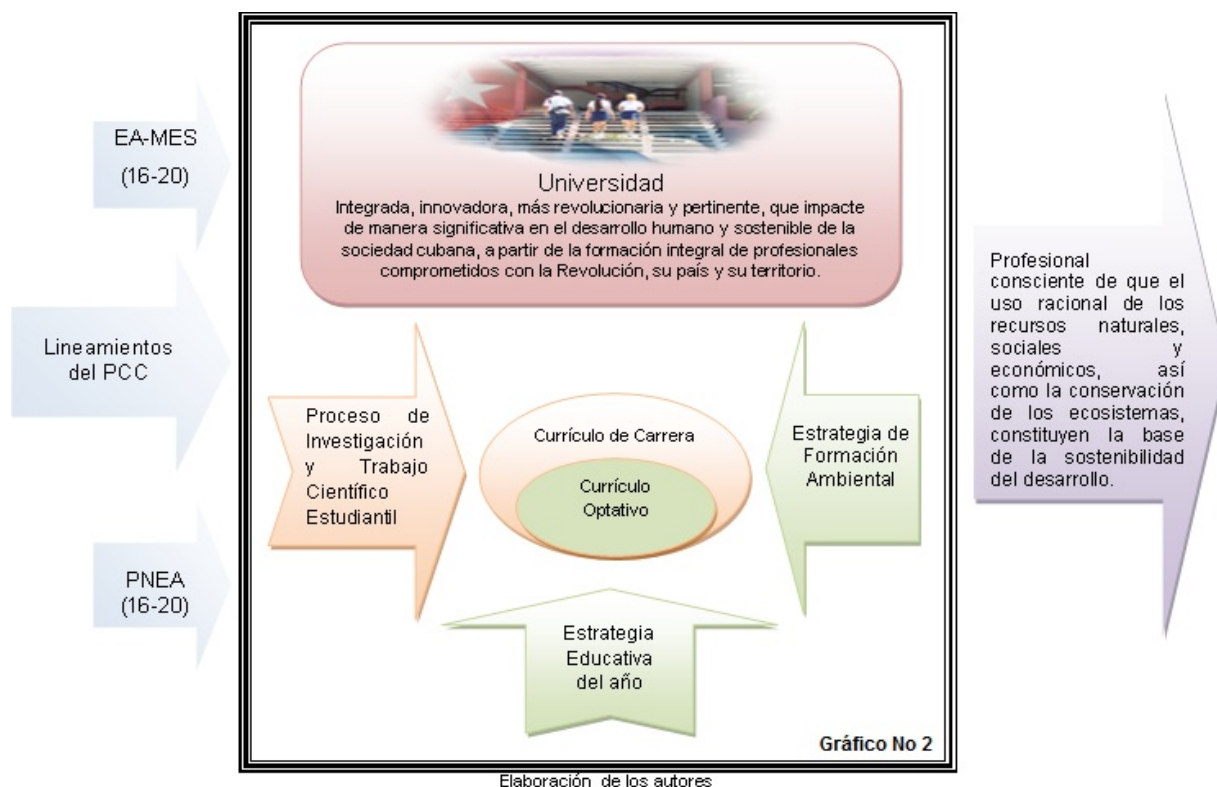 EA-MES
(16-20)
Lineamientos
del PCC
PNEA
(16-20)
Universidad
Integrada, innovadora, más revolucionaria y pertinente, que impacte
de manera significativa en el desarrollo humano y sostenible de la
sociedad cubana, a partir de la formación integral de profesionales
comprometidos con la Revolución, su país y su territorio.
Proceso de
Investigación
y Trabajo
Científico
Estudiantil
Currículo de Carrera
Currículo
Optativo
Estrategia de
Formación
Ambiental
Estrategia
Educativa
del año
Gráfico No 2
Profesional
consciente de que el
uso racional de los
recursos naturales,
sociales y
económicos, así
como la conservación
de los ecosistemas,
constituyen la base
de la sostenibilidad
del desarrollo.
Elaboración de los autores